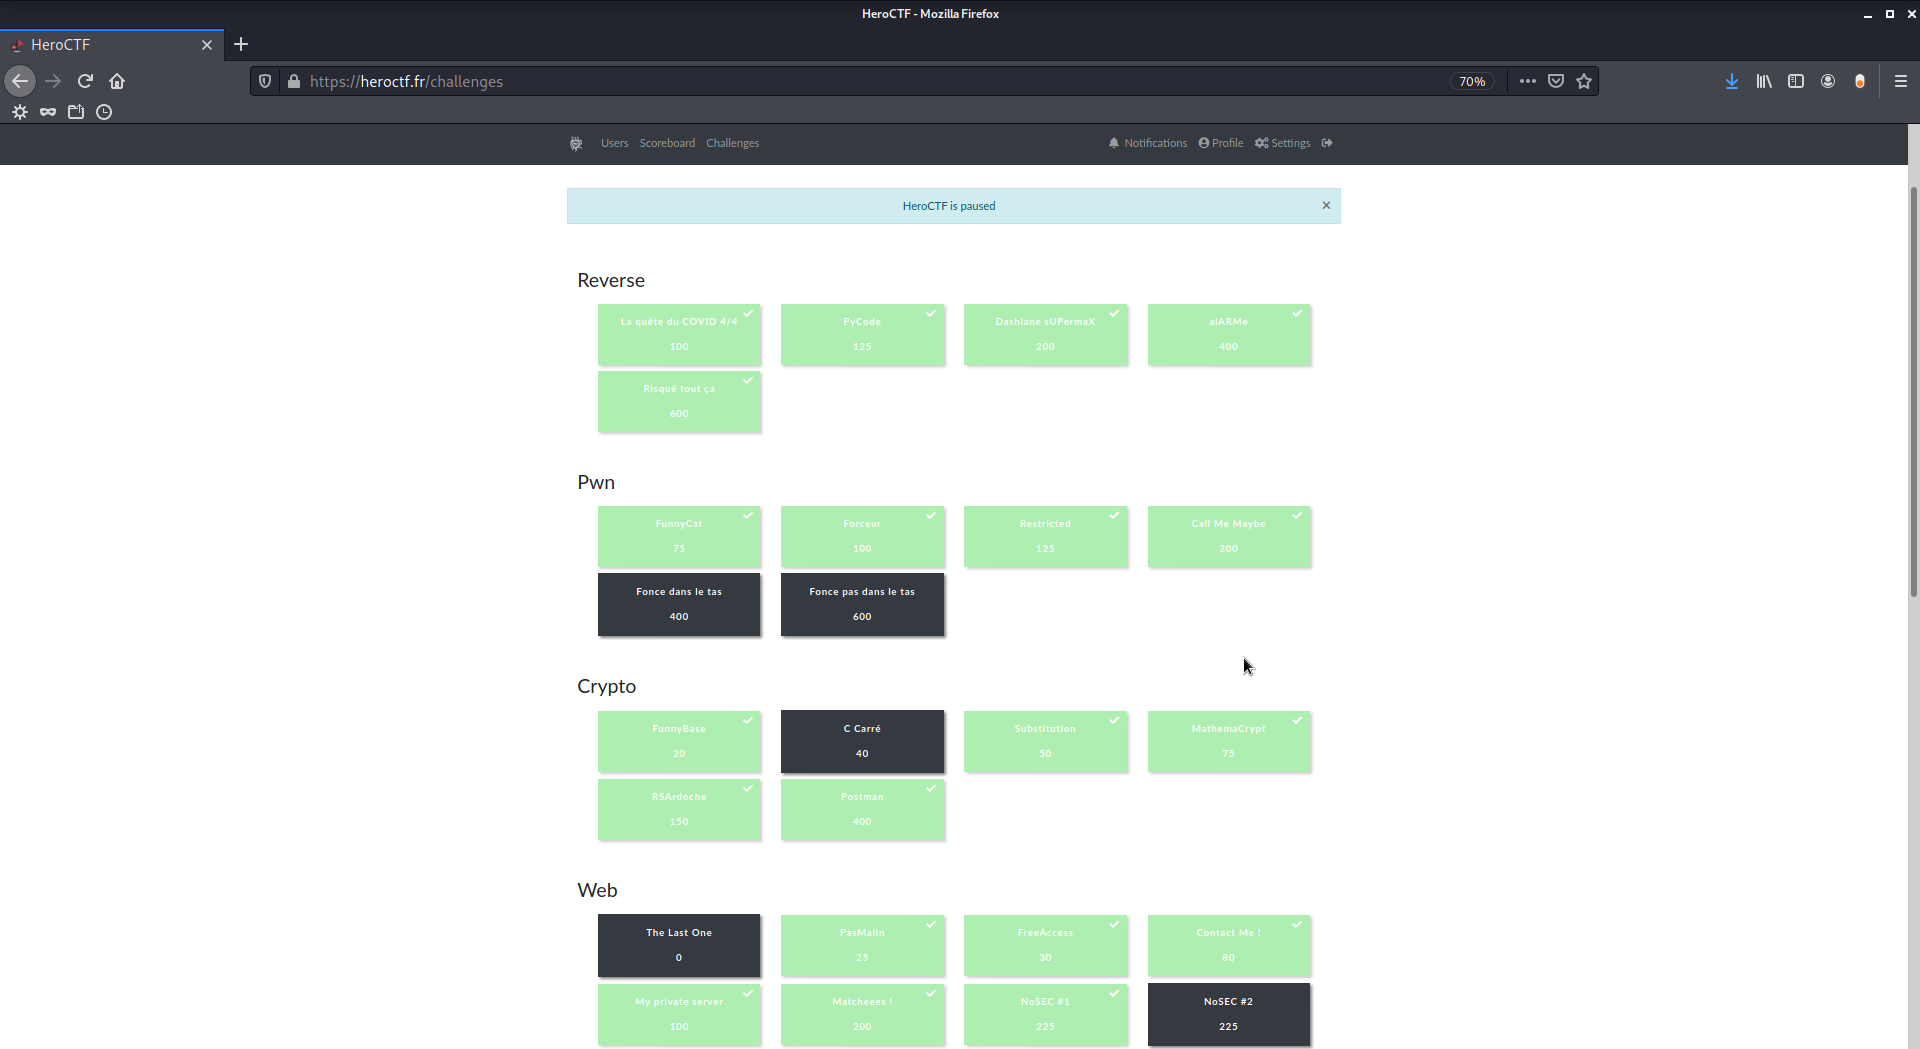 HeroCTF - Mozilla Firefox
HeroCTF
https://heroctf.fr/challenges
70%
Users Scoreboard Challenges
Notifications Profile Settings
HeroCTF is paused
Reverse
La quête du COVID 4/4 PyCode Dashlane sUPermaX alARMe
100 125 200 400
Risqué tout ça
600
Pwn
FunnyCat Forceur Restricted Call Me Maybe
75 100 125 200
Fonce dans le tas Fonce pas dans le tas
400 600
Crypto
FunnyBase C Carré Substitution MathemaCrypt
20 40 50 75
RSArdoche Postman
150 400
Web
The Last One PasMalin FreeAccess Contact Me !
0 25 30 80
My private server Matcheees ! NoSEC #1 NoSEC #2
100 200 225 225